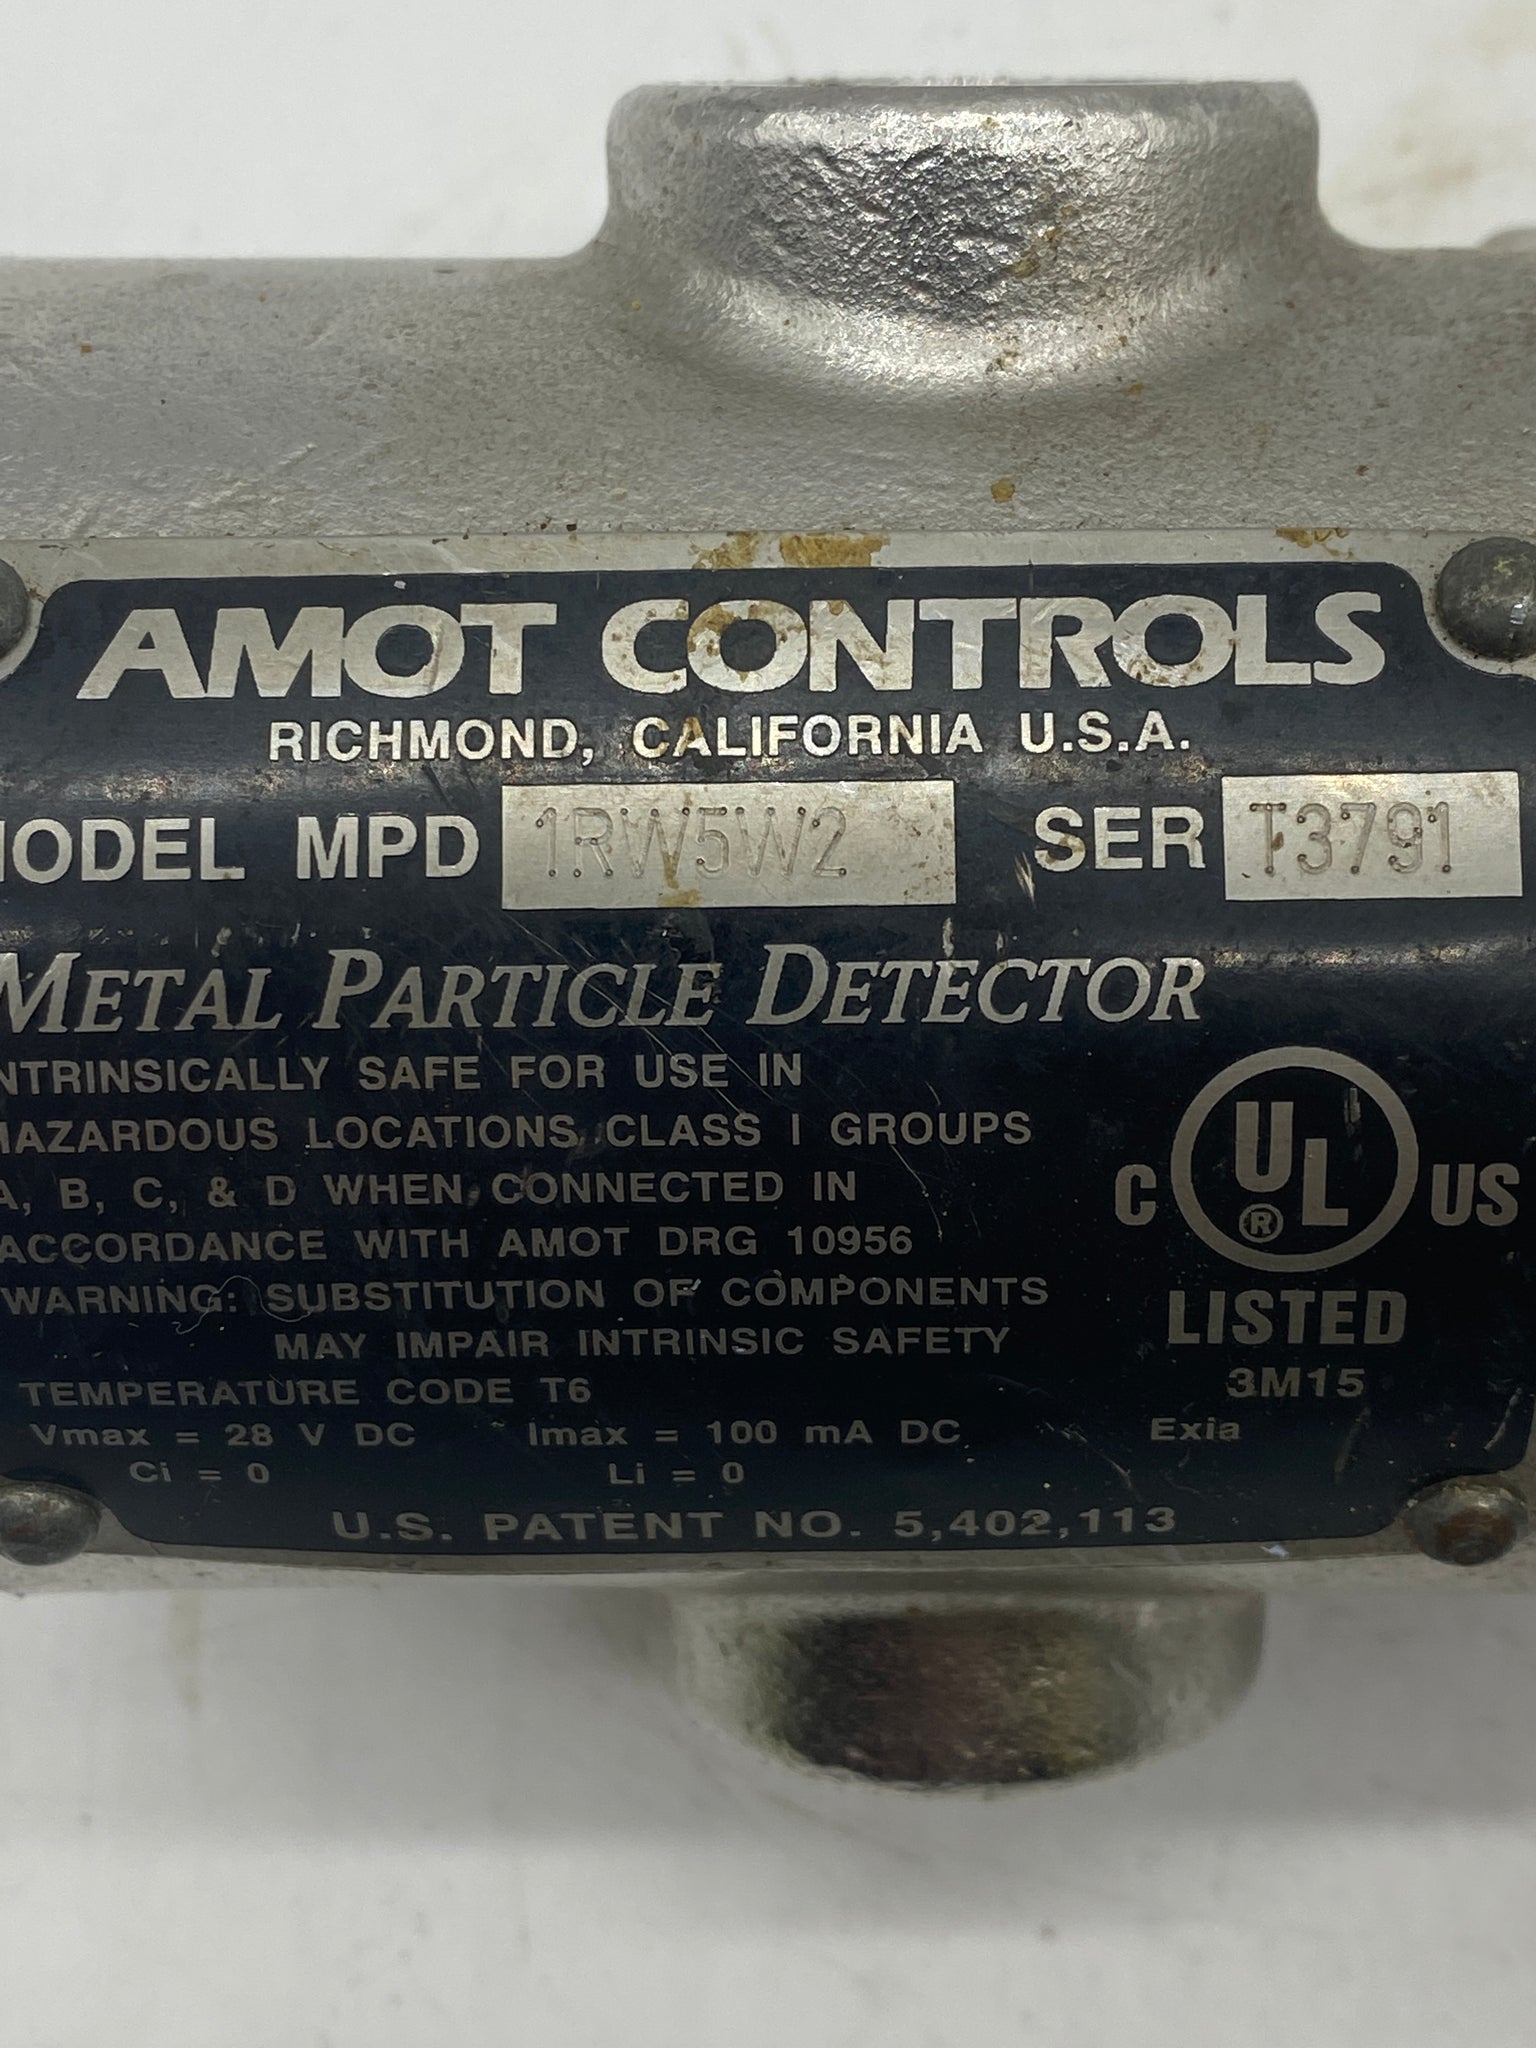 AMOT CONTROLS
RICHMOND, CALIFORNIA U.S.A.
MODEL MPD 1RW5W2 SER T3791
METAL PARTICLE DETECTOR
INTRINSICALLY SAFE FOR USE IN
HAZARDOUS LOCATIONS CLASS I GROUPS
A, B, C, & D WHEN CONNECTED IN
ACCORDANCE WITH AMOT DRG 10956
WARNING: SUBSTITUTION OF COMPONENTS
MAY IMPAIR INTRINSIC SAFETY
TEMPERATURE CODE T6
Vmax = 28 V DC Imax = 100 mA DC Exia
Ci = 0 Li = 0
U.S. PATENT NO. 5,402,113
C UL ® US
LISTED
3M15